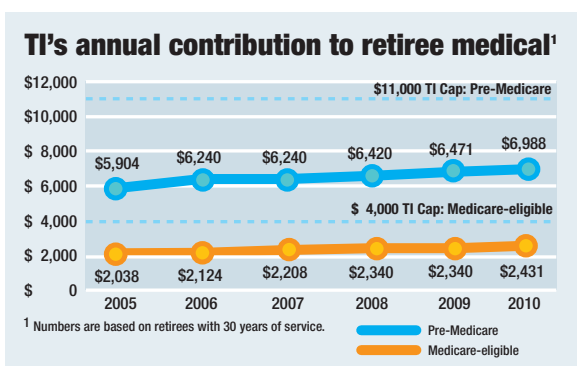 TI's annual contribution to retiree medical¹
$12,000
$11,000 TI Cap: Pre-Medicare
$10,000
$ 8,000
$5,904 $6,240 $6,240 $6,420 $6,471 $6,988
$ 6,000
$ 4,000 TI Cap: Medicare-eligible
$ 4,000
$ 2,000
$2,038 $2,124 $2,208 $2,340 $2,340 $2,431
$ 0
2005 2006 2007 2008 2009 2010
¹ Numbers are based on retirees with 30 years of service.
Pre-Medicare
Medicare-eligible